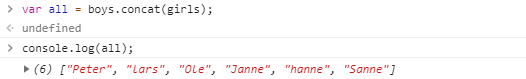 > var all = boys.concat(girls);
< undefined
> console.log(all);
▶ (6) ["Peter", "lars", "Ole", "Janne", "hanne", "Sanne"]